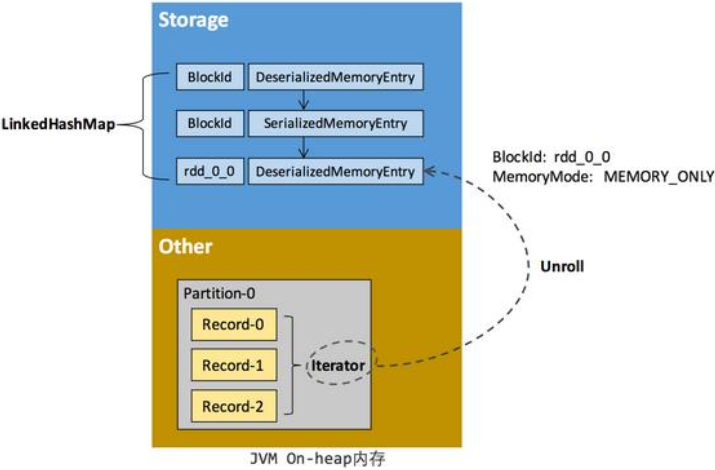 Storage
BlockId DeserializedMemoryEntry
LinkedHashMap
BlockId SerializedMemoryEntry
rdd_0_0 DeserializedMemoryEntry
BlockId: rdd_0_0
MemoryMode: MEMORY_ONLY
Other
Unroll
Partition-0
Record-0
Record-1
Iterator
Record-2
JVM On-heap内存